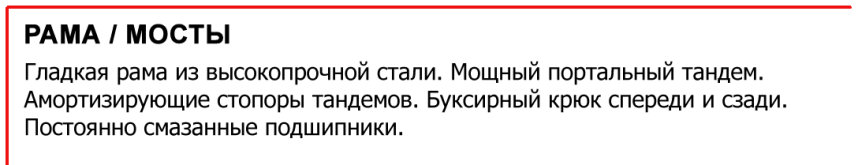 РАМА / МОСТЫ
Гладкая рама из высокопрочной стали. Мощный портальный тандем.
Амортизирующие стопоры тандемов. Буксирный крюк спереди и сзади.
Постоянно смазанные подшипники.